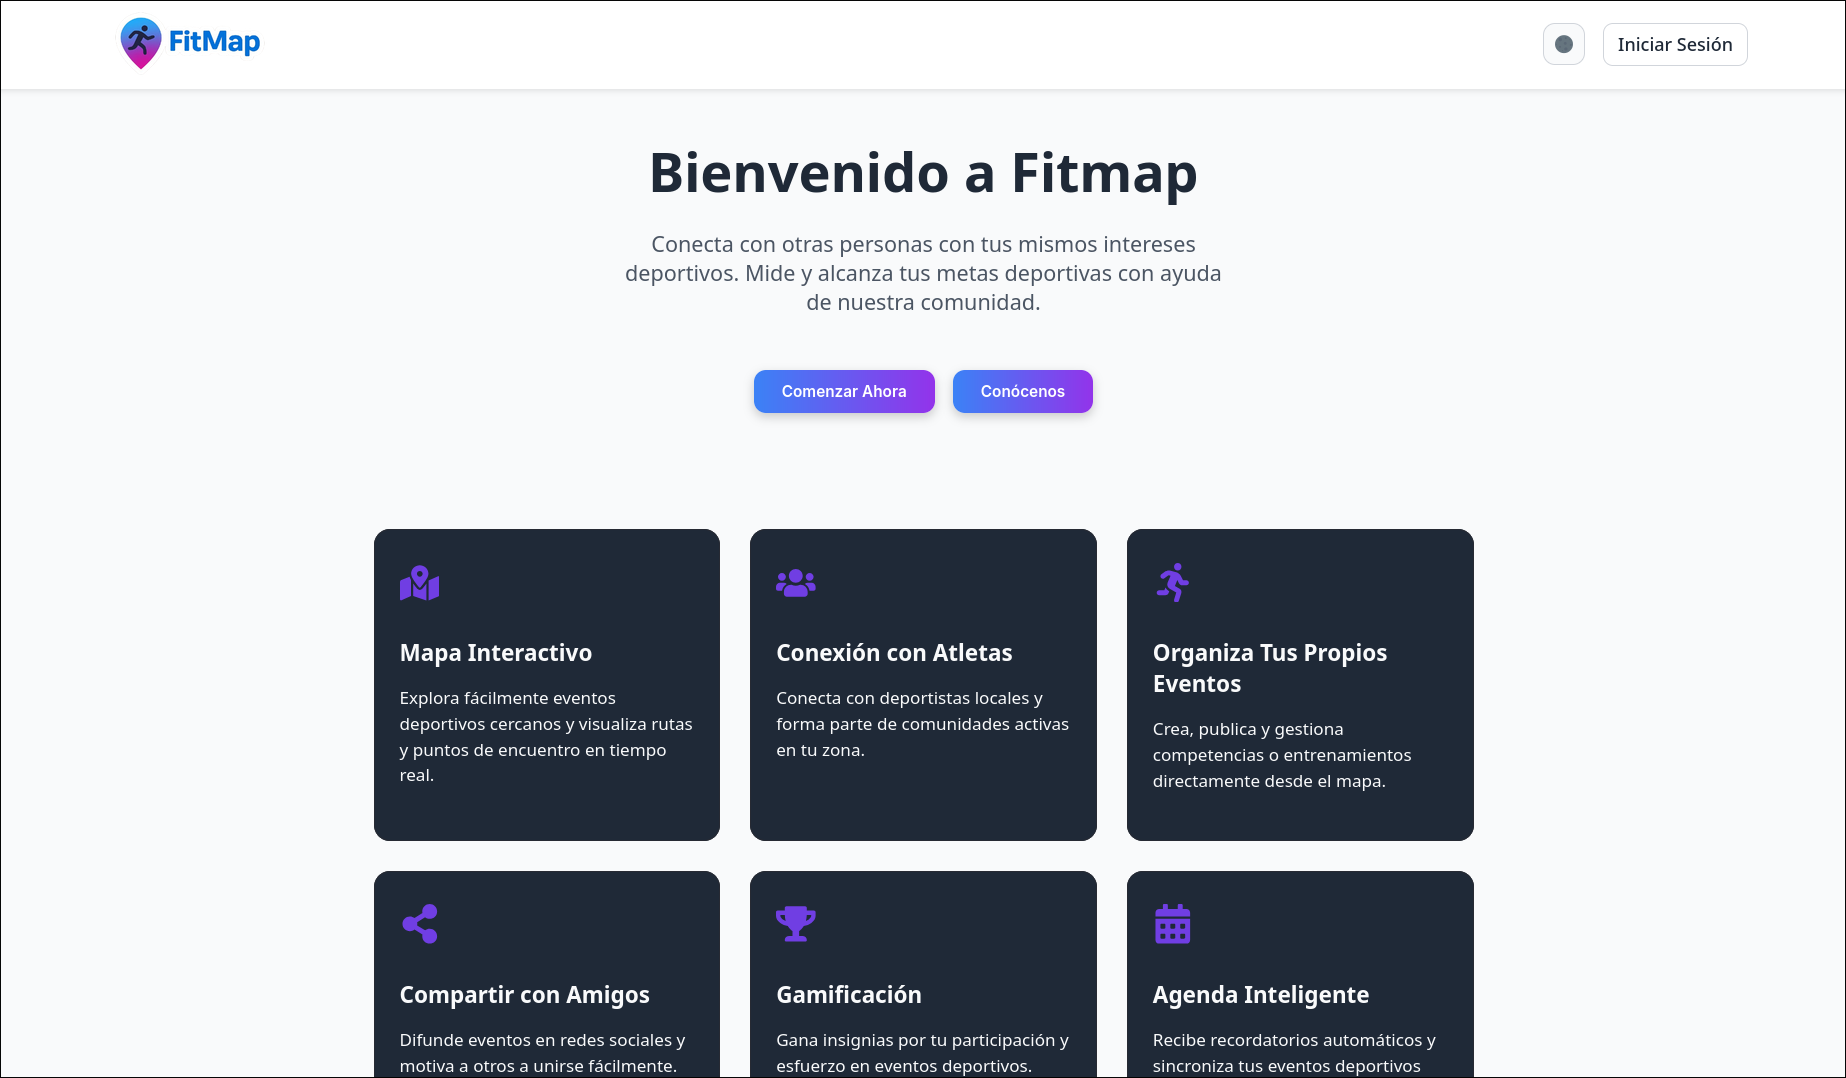 FitMap
Iniciar Sesión
Bienvenido a Fitmap
Conecta con otras personas con tus mismos intereses
deportivos. Mide y alcanza tus metas deportivas con ayuda
de nuestra comunidad.
Comenzar Ahora
Conócenos
Mapa Interactivo
Explora fácilmente eventos
deportivos cercanos y visualiza rutas
y puntos de encuentro en tiempo
real.
Conexión con Atletas
Conecta con deportistas locales y
forma parte de comunidades activas
en tu zona.
Organiza Tus Propios
Eventos
Crea, publica y gestiona
competencias o entrenamientos
directamente desde el mapa.
Compartir con Amigos
Difunde eventos en redes sociales y
motiva a otros a unirse fácilmente.
Gamificación
Gana insignias por tu participación y
esfuerzo en eventos deportivos.
Agenda Inteligente
Recibe recordatorios automáticos y
sincroniza tus eventos deportivos